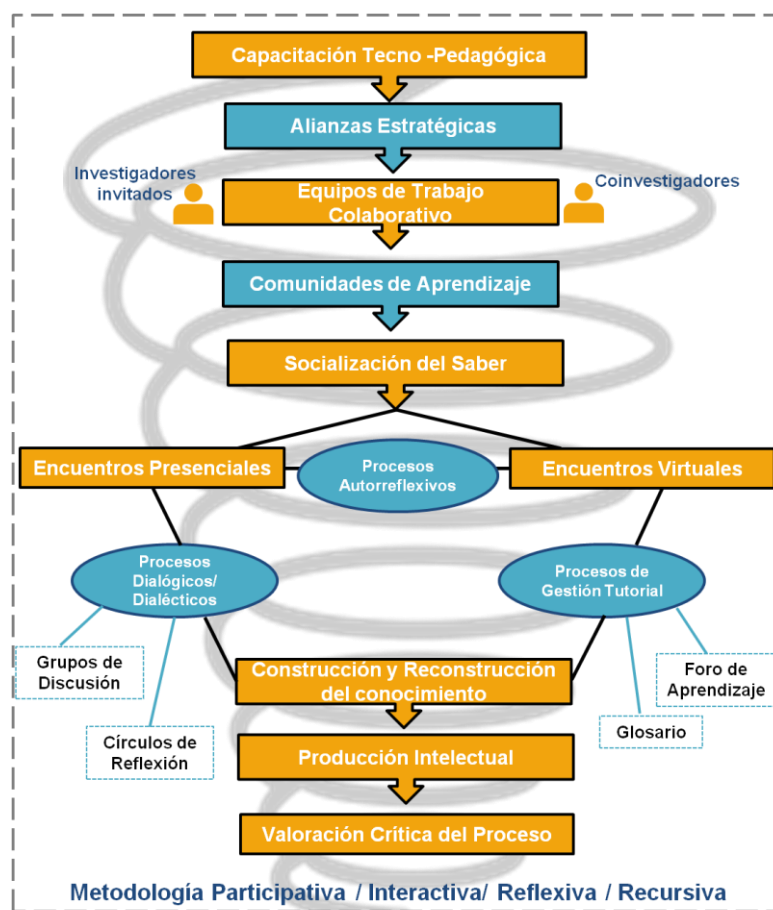 Capacitación Tecno -Pedagógica
Alianzas Estratégicas
Investigadores
invitados
Equipos de Trabajo
Colaborativo
Coinvestigadores
Comunidades de Aprendizaje
Socialización del Saber
Encuentros Presenciales
Procesos
Autorreflexivos
Encuentros Virtuales
Procesos
Dialógicos/
Dialécticos
Procesos de
Gestión Tutorial
Grupos de
Discusión
Círculos de
Reflexión
Construcción y Reconstrucción
del conocimiento
Foro de
Aprendizaje
Glosario
Producción Intelectual
Valoración Crítica del Proceso
Metodología Participativa / Interactiva/ Reflexiva / Recursiva